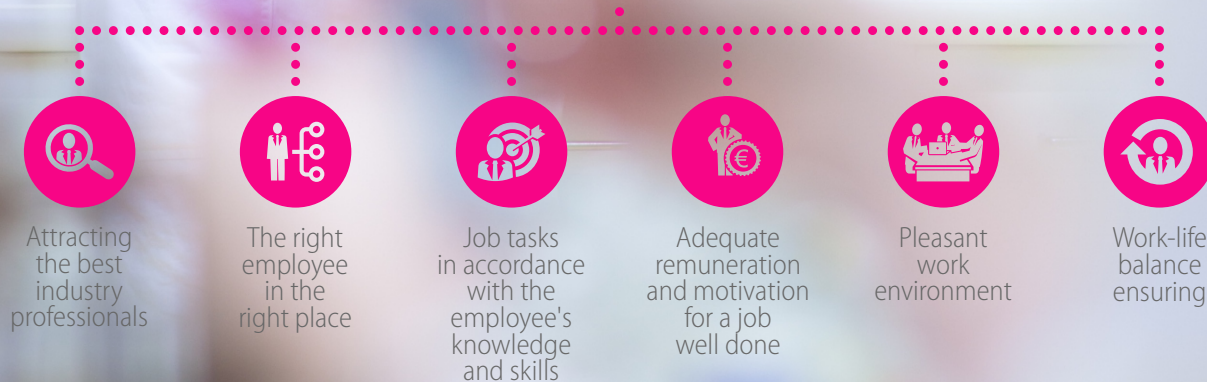 Attracting
the best
industry
professionals
The right
employee
in the
right place
Job tasks
in accordance
with the
employee's
knowledge
and skills
Adequate
remuneration
and motivation
for a job
well done
€
Pleasant
work
environment
Work-life
balance
ensuring